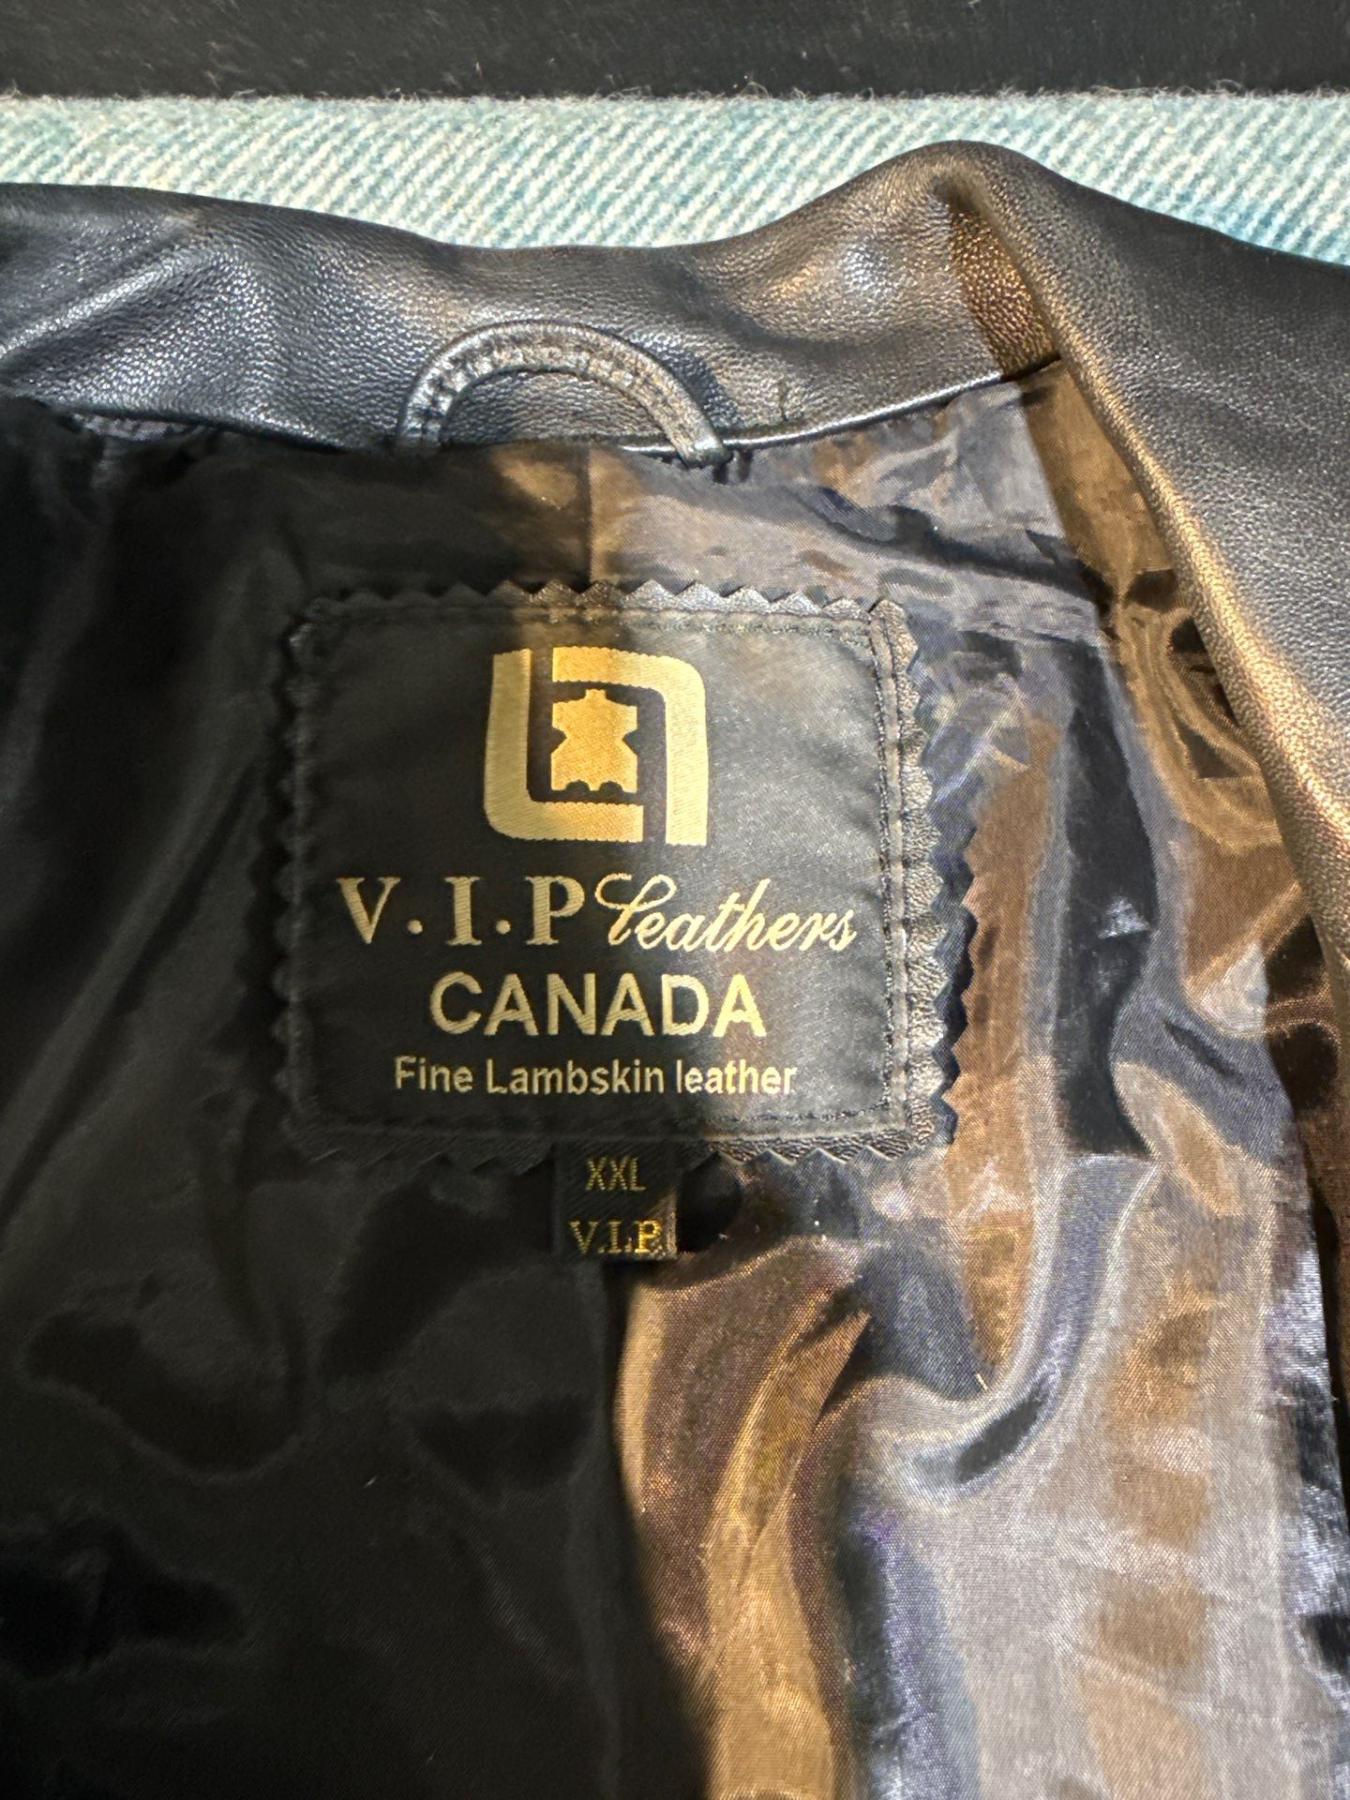 V.I.P Leathers
CANADA
Fine Lambskin leather
XXL
V.I.P